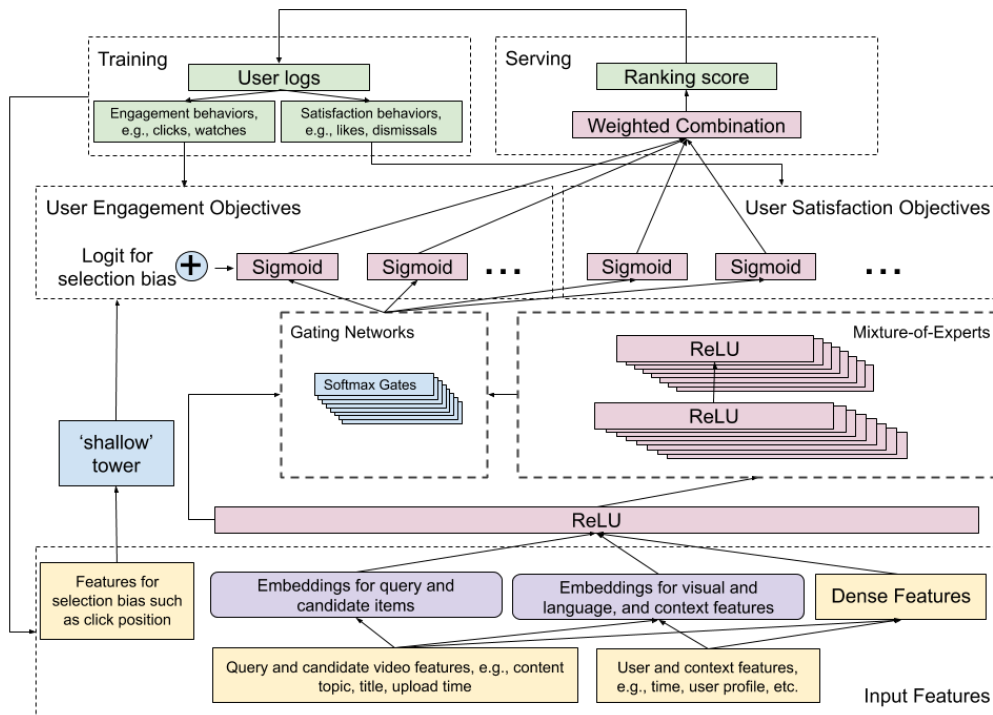 Training
Serving
User logs
Ranking score
Engagement behaviors,
e.g., clicks, watches
Satisfaction behaviors,
e.g., likes, dismissals
Weighted Combination
User Engagement Objectives
User Satisfaction Objectives
Logit for
selection bias
+
Sigmoid
Sigmoid
...
Sigmoid
Sigmoid
...
Gating Networks
Mixture-of-Experts
Softmax Gates
ReLU
ReLU
'shallow'
tower
ReLU
Features for
selection bias such
as click position
Embeddings for query and
candidate items
Embeddings for visual and
language, and context features
Dense Features
Query and candidate video features, e.g., content
topic, title, upload time
User and context features,
e.g., time, user profile, etc.
Input Features